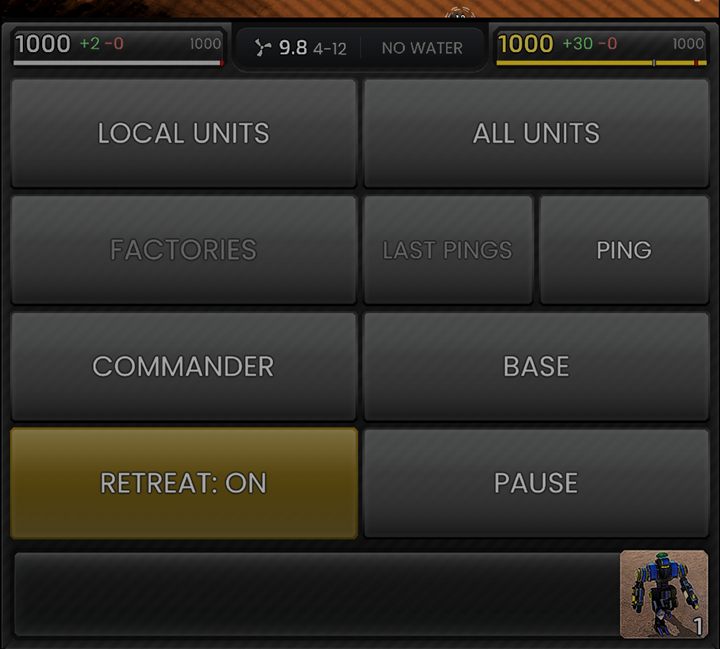 1000 +2 -0 1000
9.8 4-12 NO WATER
1000 +30 -0 1000
LOCAL UNITS
ALL UNITS
FACTORIES
LAST PINGS
PING
COMMANDER
BASE
RETREAT: ON
PAUSE
1